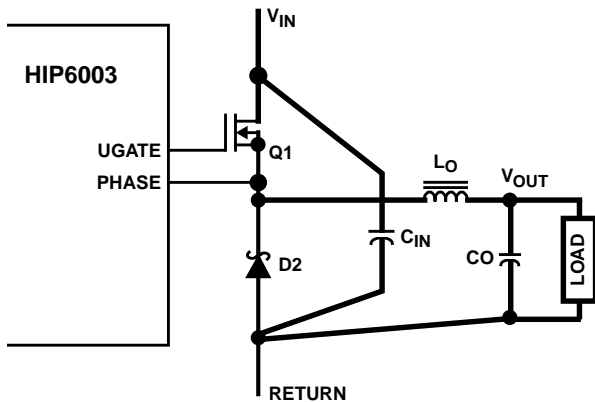 VIN
HIP6003
Q1
UGATE
PHASE
LO
VOUT
CIN
CO
LOAD
D2
RETURN